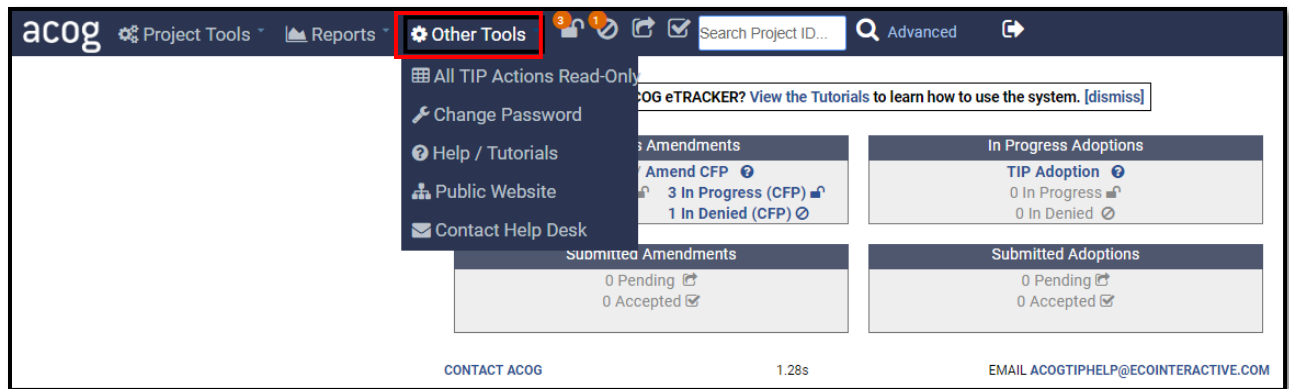 acog Project Tools Reports Other Tools 3 1 Search Project ID... Advanced
All TIP Actions Read-Only
OG eTRACKER? View the Tutorials to learn how to use the system. [dismiss]
Change Password
Help / Tutorials
Public Website
Contact Help Desk
s Amendments
Amend CFP
3 In Progress (CFP)
1 In Denied (CFP)
In Progress Adoptions
TIP Adoption
0 In Progress
0 In Denied
Submitted Amendments
0 Pending
0 Accepted
Submitted Adoptions
0 Pending
0 Accepted
CONTACT ACOG 1.28s EMAIL ACOGTIPHELP@ECOINTERACTIVE.COM